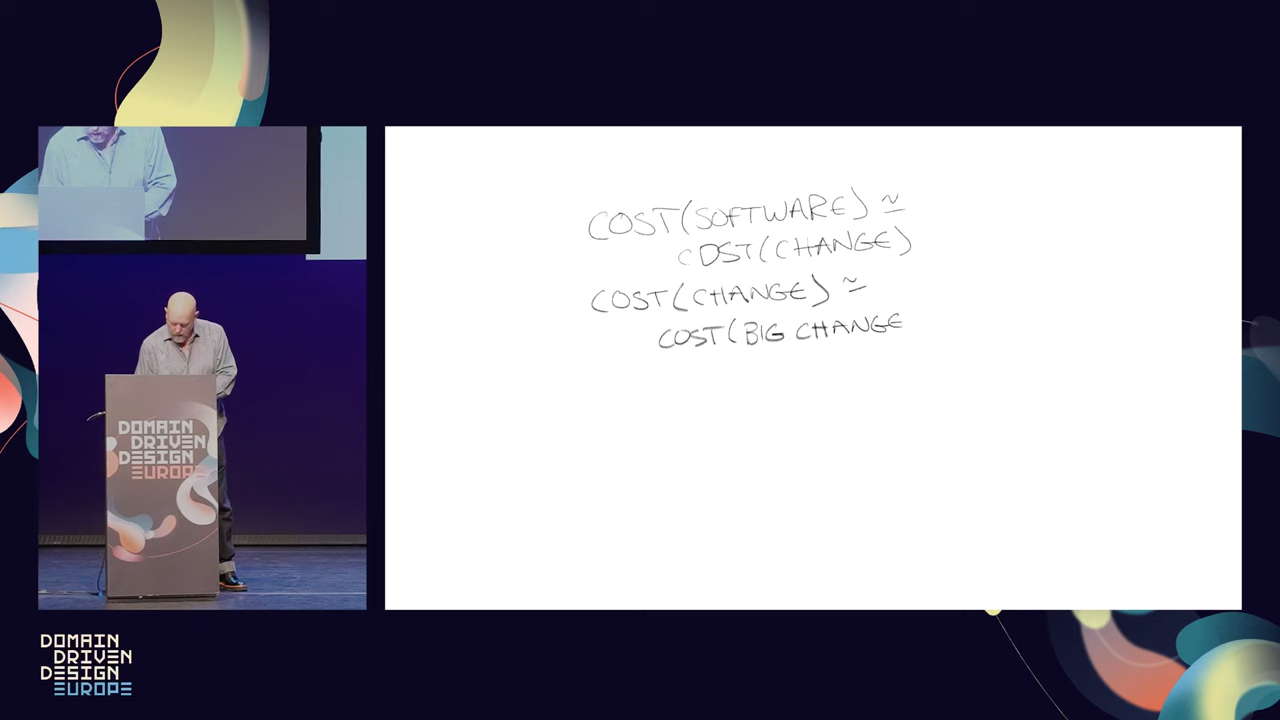 COST(SOFTWARE) ≃
COST(CHANGE)
COST(CHANGE) ≃
COST(BIG CHANGE
DOMAIN
DRIVEN
DESIGN
EUROPE
DOMAIN
DRIVEN
DESIGN
EUROPE